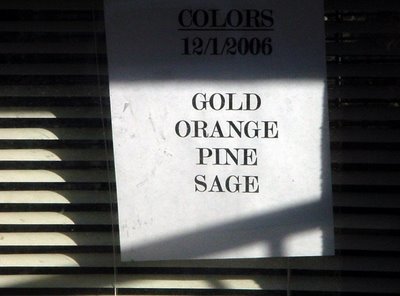 COLORS
12/1/2006
GOLD
ORANGE
PINE
SAGE